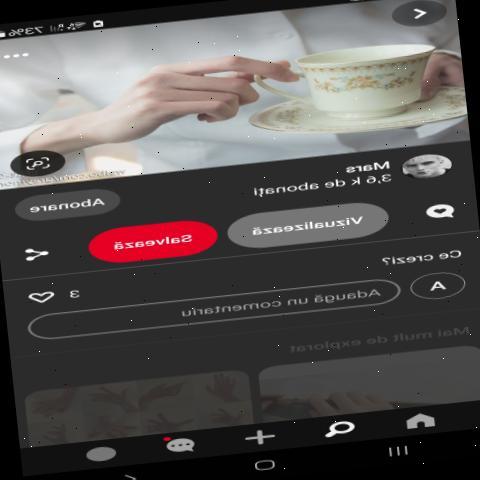 73%
Mars
3,6 k de abonați
Abonare
Vizualizează
Salvează
Ce crezi?
3
A
Adaugă un comentariu
Mai mult de explorat